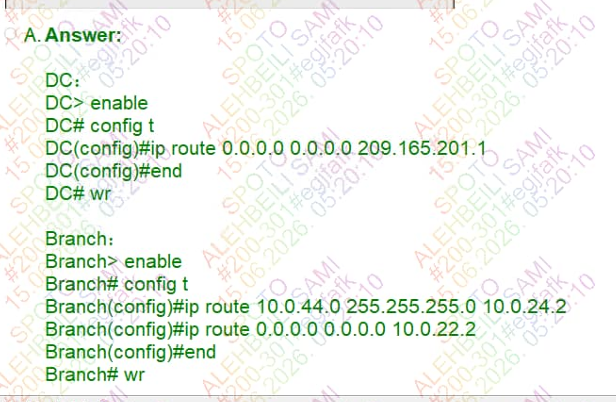 A. Answer:
DC：
DC> enable
DC# config t
DC(config)#ip route 0.0.0.0 0.0.0.0 209.165.201.1
DC(config)#end
DC# wr
Branch：
Branch> enable
Branch# config t
Branch(config)#ip route 10.0.44.0 255.255.255.0 10.0.24.2
Branch(config)#ip route 0.0.0.0 0.0.0.0 10.0.22.2
Branch(config)#end
Branch# wr